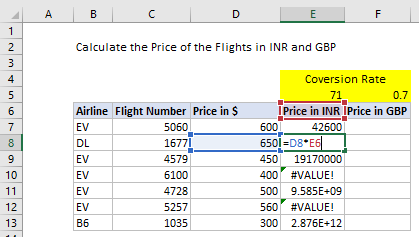 A B C D E F
1
2 Calculate the Price of the Flights in INR and GBP
3
4 Coversion Rate
5 71 0.7
6 Airline Flight Number Price in $ Price in INR Price in GBP
7 EV 5060 600 42600
8 DL 1677 650 =D8*E6
9 EV 4579 450 19170000
10 EV 6100 400 #VALUE!
11 EV 4728 500 9.585E+09
12 EV 5257 560 #VALUE!
13 B6 1035 300 2.876E+12